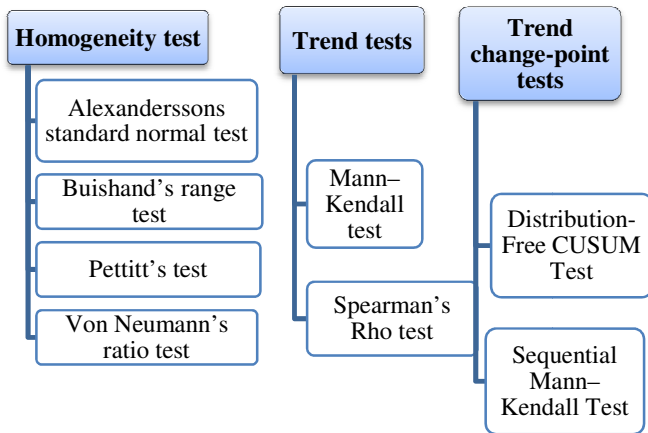 Homogeneity test
Alexanderssons
standard normal test
Buishand's range
test
Pettitt's test
Von Neumann's
ratio test
Trend tests
Mann–
Kendall
test
Spearman's
Rho test
Trend
change-point
tests
Distribution-
Free CUSUM
Test
Sequential
Mann–
Kendall Test